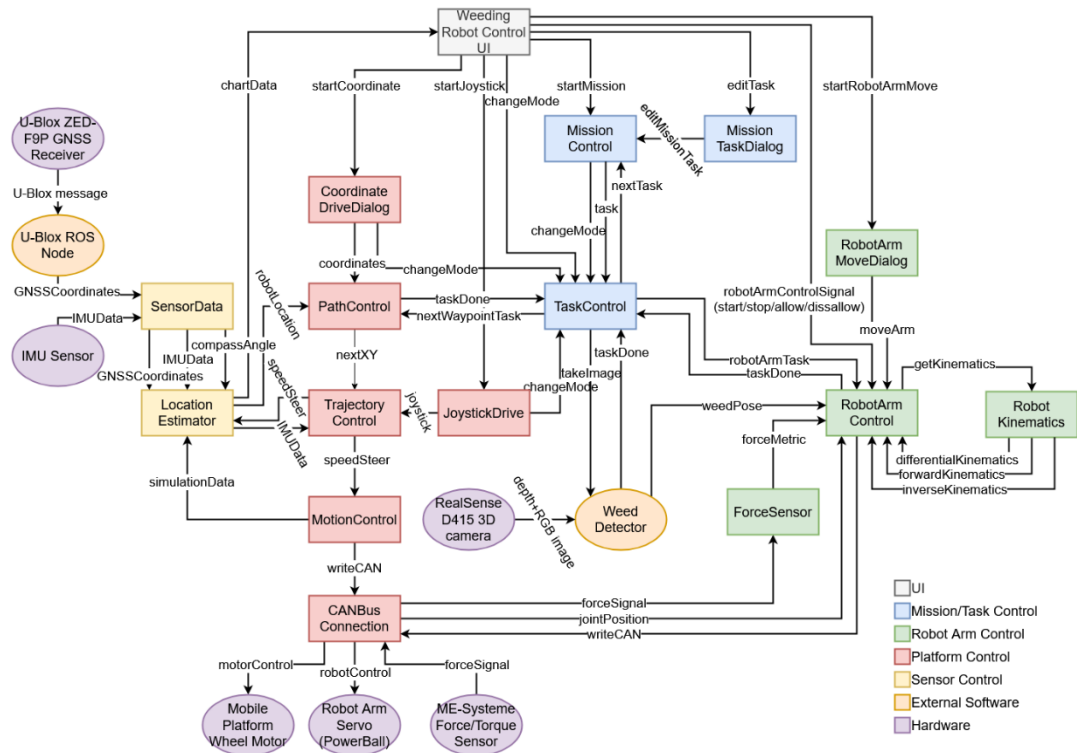 Weeding
Robot Control
UI
chartData
startCoordinate
startJoystick
changeMode
startMission
editTask
startRobotArmMove
U-Blox ZED-
F9P GNSS
Receiver
Mission
Control
editMissionTask
Mission
TaskDialog
U-Blox message
nextTask
Coordinate
DriveDialog
task
changeMode
U-Blox ROS
Node
RobotArm
MoveDialog
coordinates
changeMode
GNSSCoordinates
SensorData
robotLocation
PathControl
taskDone
nextWaypointTask
TaskControl
robotArmControlSignal
(start/stop/allow/dissallow)
IMUData
IMU Sensor
moveArm
compassAngle
IMUData
GNSSCoordinates
nextXY
taskDone
takeImage
changeMode
robotArmTask
taskDone
getKinematics
speedSteer
Location
Estimator
Trajectory
Control
joystick
JoystickDrive
weedPose
RobotArm
Control
Robot
Kinematics
IMUData
forceMetric
differentialKinematics
forwardKinematics
inverseKinematics
speedSteer
simulationData
MotionControl
RealSense
D415 3D
camera
depth+RGB image
Weed
Detector
ForceSensor
writeCAN
UI
CANBus
Connection
forceSignal
jointPosition
writeCAN
Mission/Task Control
Robot Arm Control
Platform Control
motorControl
robotControl
forceSignal
Sensor Control
Mobile
Platform
Wheel Motor
Robot Arm
Servo
(PowerBall)
ME-Systeme
Force/Torque
Sensor
External Software
Hardware